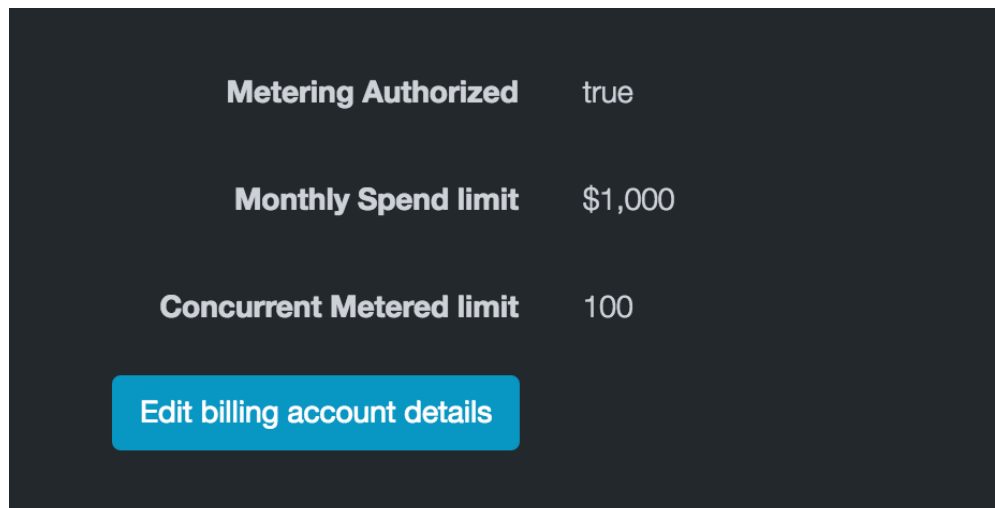 Metering Authorized true
Monthly Spend limit $1,000
Concurrent Metered limit 100
Edit billing account details